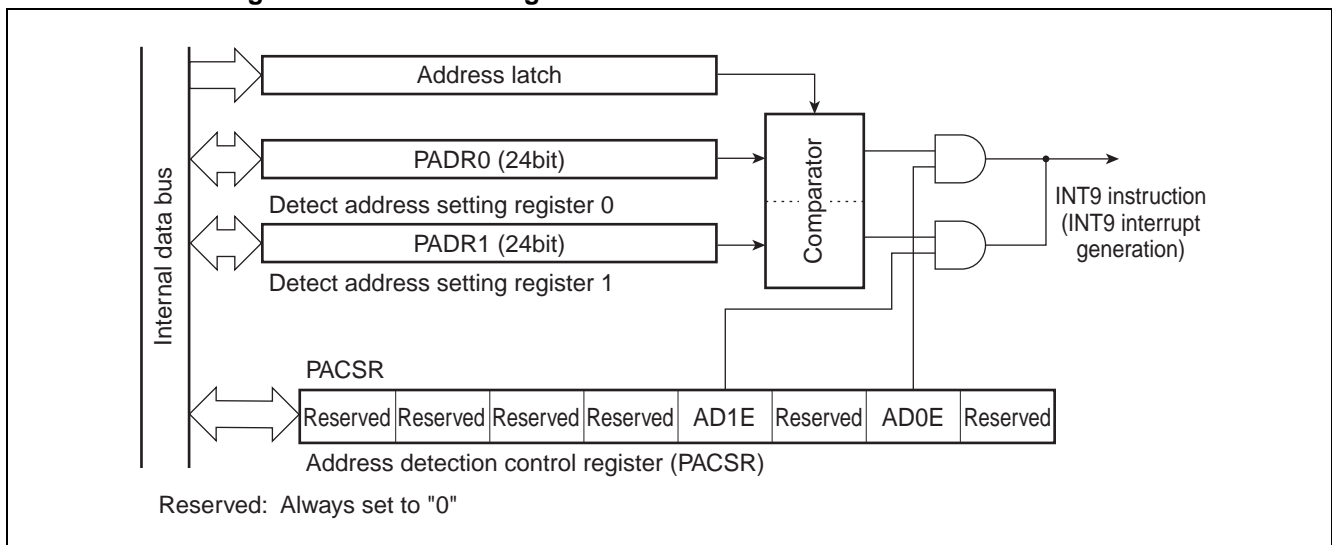 Address latch
PADR0 (24bit)
Detect address setting register 0
PADR1 (24bit)
Detect address setting register 1
Internal data bus
Comparator
INT9 instruction
(INT9 interrupt
generation)
PACSR
Reserved Reserved Reserved Reserved AD1E Reserved AD0E Reserved
Address detection control register (PACSR)
Reserved: Always set to "0"